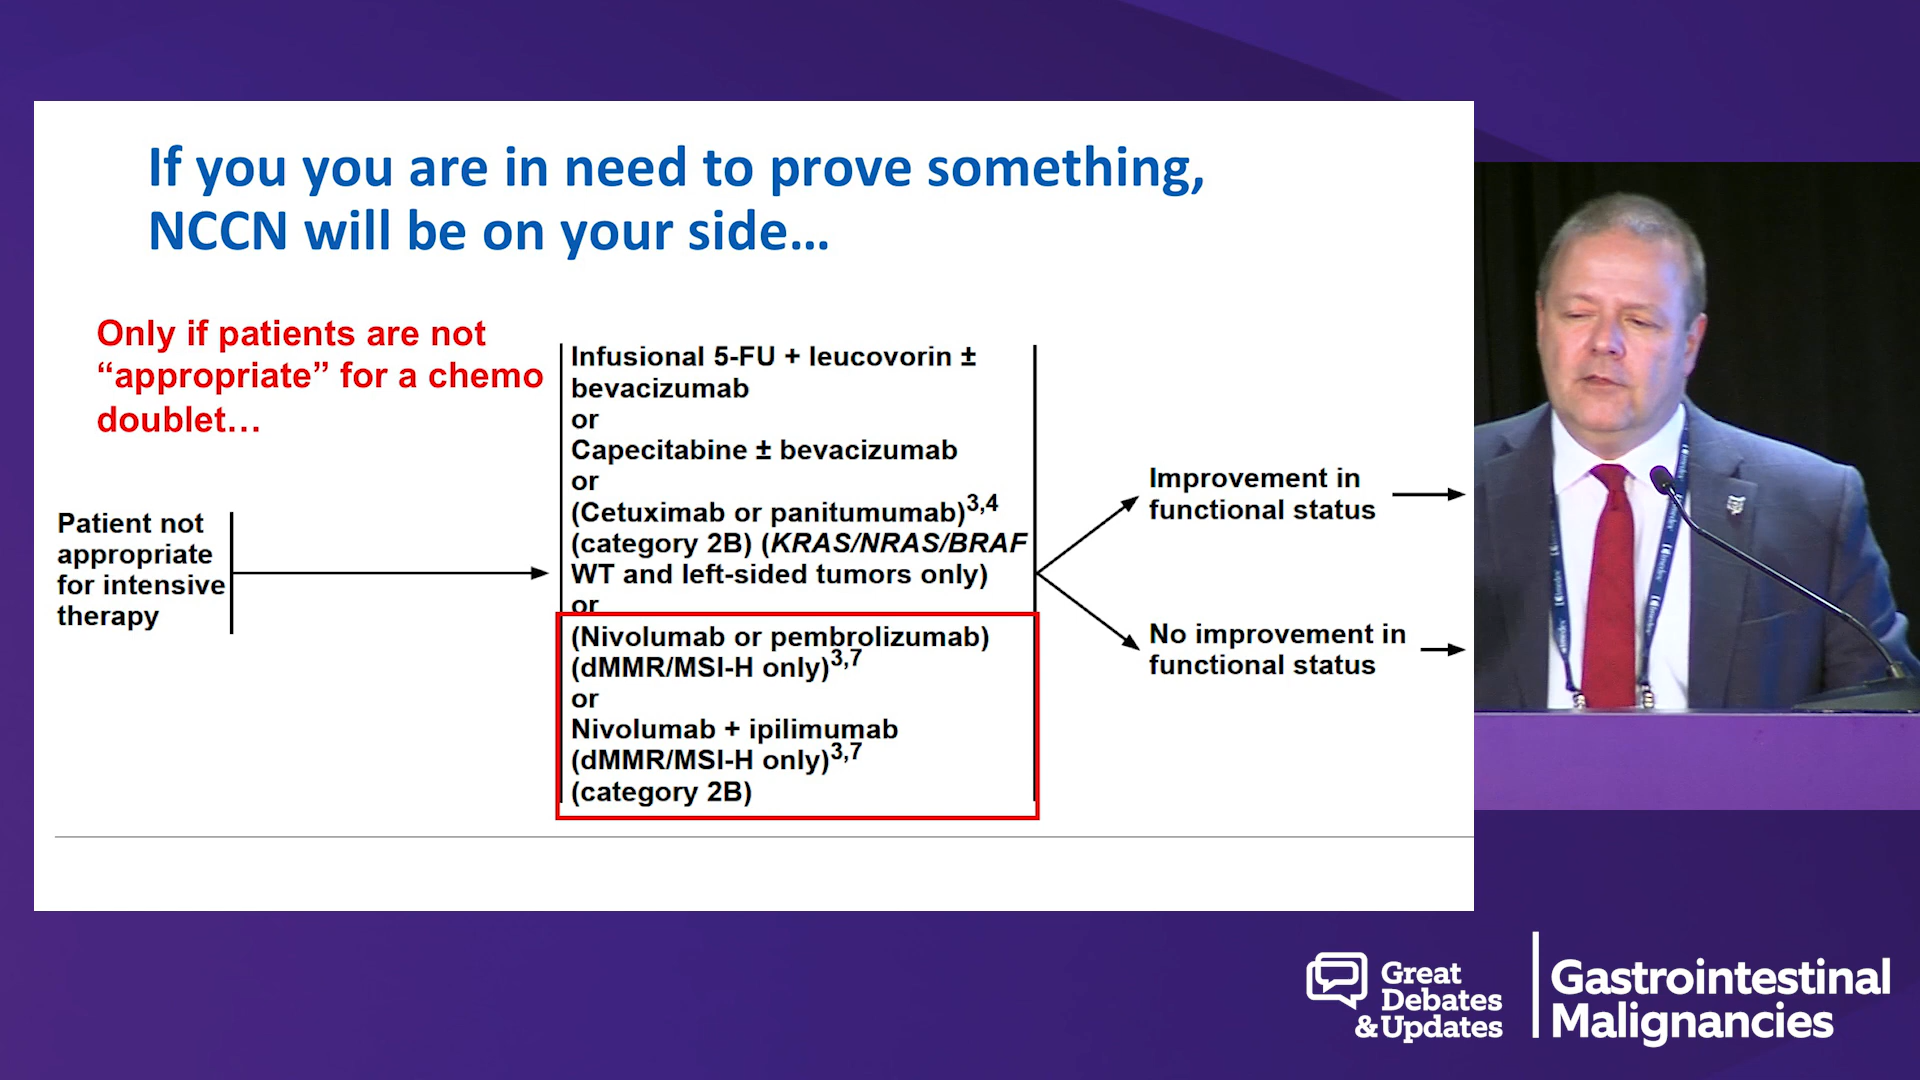 If you you are in need to prove something,
NCCN will be on your side...
Only if patients are not
“appropriate” for a chemo
doublet…
Patient not
appropriate
for intensive
therapy
Infusional 5-FU + leucovorin ±
bevacizumab
or
Capecitabine ± bevacizumab
or
(Cetuximab or panitumumab)3,4
(category 2B) (KRAS/NRAS/BRAF
WT and left-sided tumors only)
or
(Nivolumab or pembrolizumab)
(dMMR/MSI-H only)3,7
or
Nivolumab + ipilimumab
(dMMR/MSI-H only)3,7
(category 2B)
Improvement in
functional status
No improvement in
functional status
Great
Debates
&Updates
Gastrointestinal
Malignancies